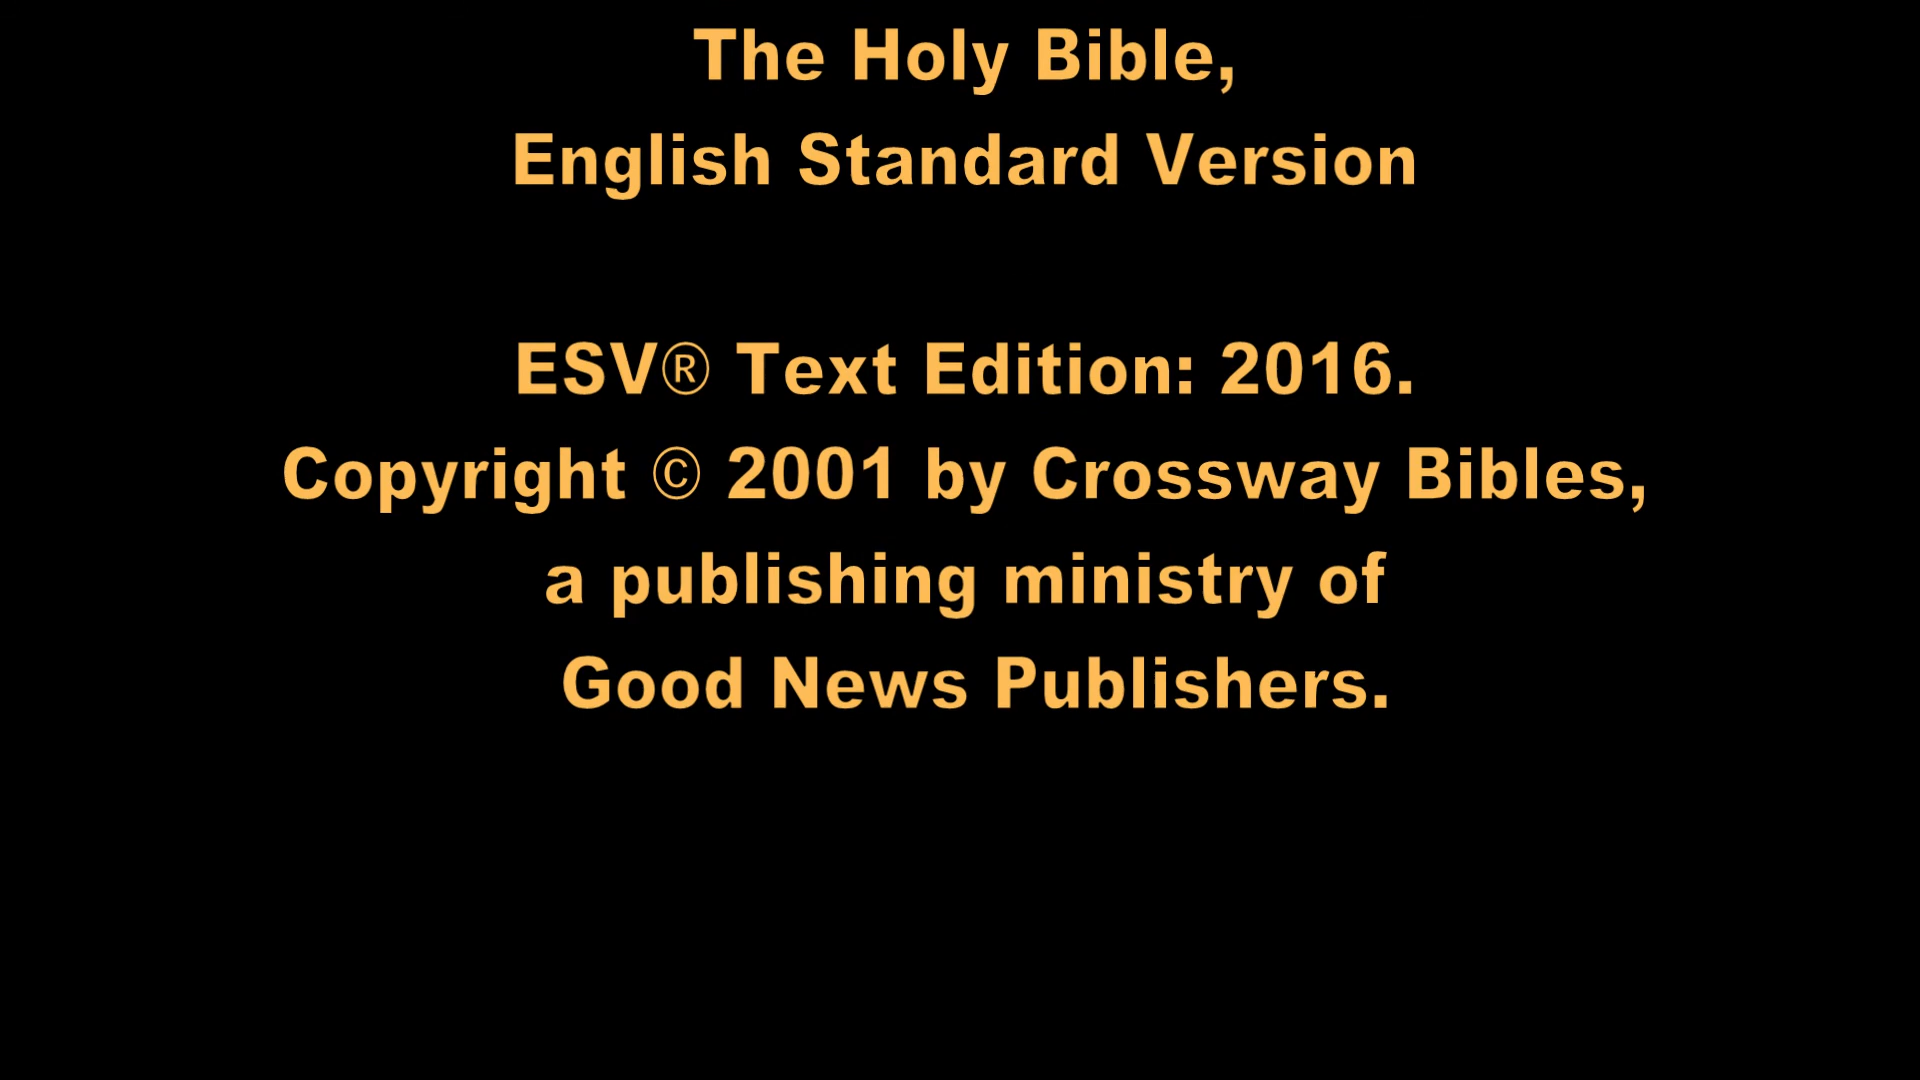 The Holy Bible,
English Standard Version
ESV® Text Edition: 2016.
Copyright © 2001 by Crossway Bibles,
a publishing ministry of
Good News Publishers.